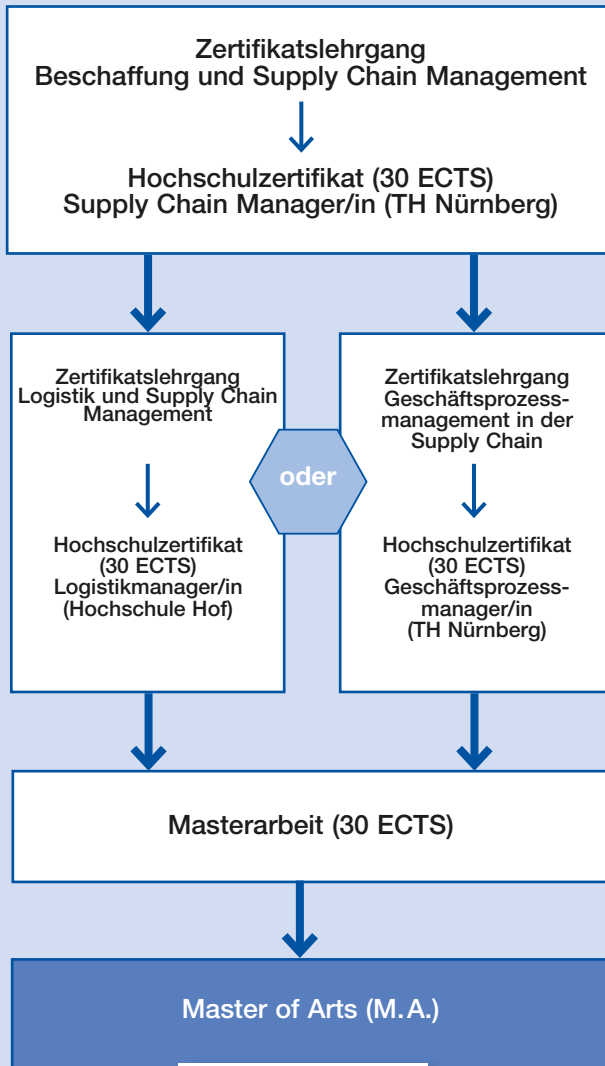 Zertifikatslehrgang
Beschaffung und Supply Chain Management
Hochschulzertifikat (30 ECTS)
Supply Chain Manager/in (TH Nürnberg)
Zertifikatslehrgang
Logistik und Supply Chain
Management
Hochschulzertifikat
(30 ECTS)
Logistikmanager/in
(Hochschule Hof)
oder
Zertifikatslehrgang
Geschäftsprozess-
management in der
Supply Chain
Hochschulzertifikat
(30 ECTS)
Geschäftsprozess-
manager/in
(TH Nürnberg)
Masterarbeit (30 ECTS)
Master of Arts (M.A.)